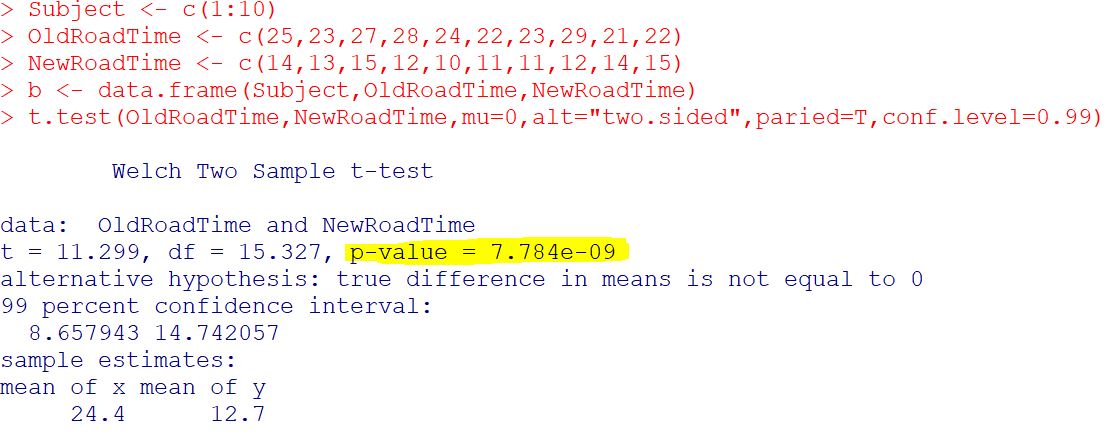 > Subject <- c(1:10)
> OldRoadTime <- c(25,23,27,28,24,22,23,29,21,22)
> NewRoadTime <- c(14,13,15,12,10,11,11,12,14,15)
> b <- data.frame(Subject,OldRoadTime,NewRoadTime)
> t.test(OldRoadTime,NewRoadTime,mu=0,alt="two.sided",paried=T,conf.level=0.99)
Welch Two Sample t-test
data: OldRoadTime and NewRoadTime
t = 11.299, df = 15.327, p-value = 7.784e-09
alternative hypothesis: true difference in means is not equal to 0
99 percent confidence interval:
8.657943 14.742057
sample estimates:
mean of x mean of y
24.4 12.7